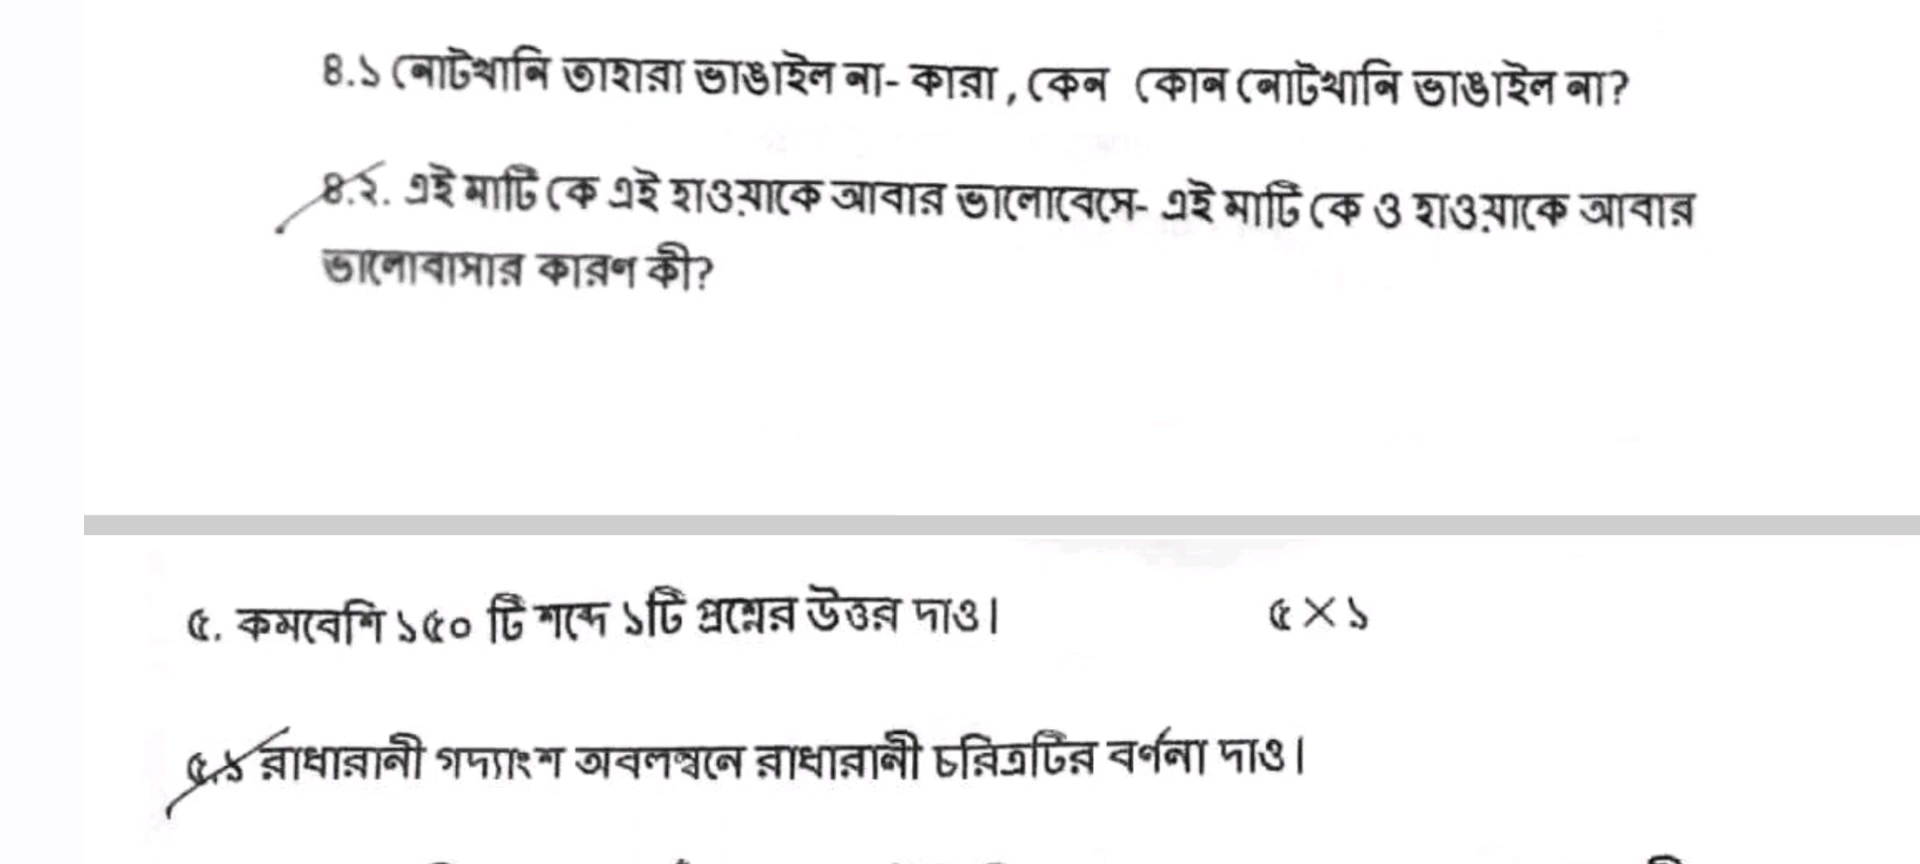 ৪.১ নোটখানি তাহারা ভাঙাইল না- কারা , কেন কোন নোটখানি ভাঙাইল না?
৪.২. এই মাটি কে এই হাওয়াকে আবার ভালোবেসে- এই মাটি কে ও হাওয়াকে আবার
ভালোবাসার কারণ কী?
৫. কমবেশি ১৫০ টি শব্দে ১টি প্রশ্নের উত্তর দাও। ৫×১
৫.১ রাধারানী গদ্যাংশ অবলম্বনে রাধারানী চরিত্রটির বর্ণনা দাও।